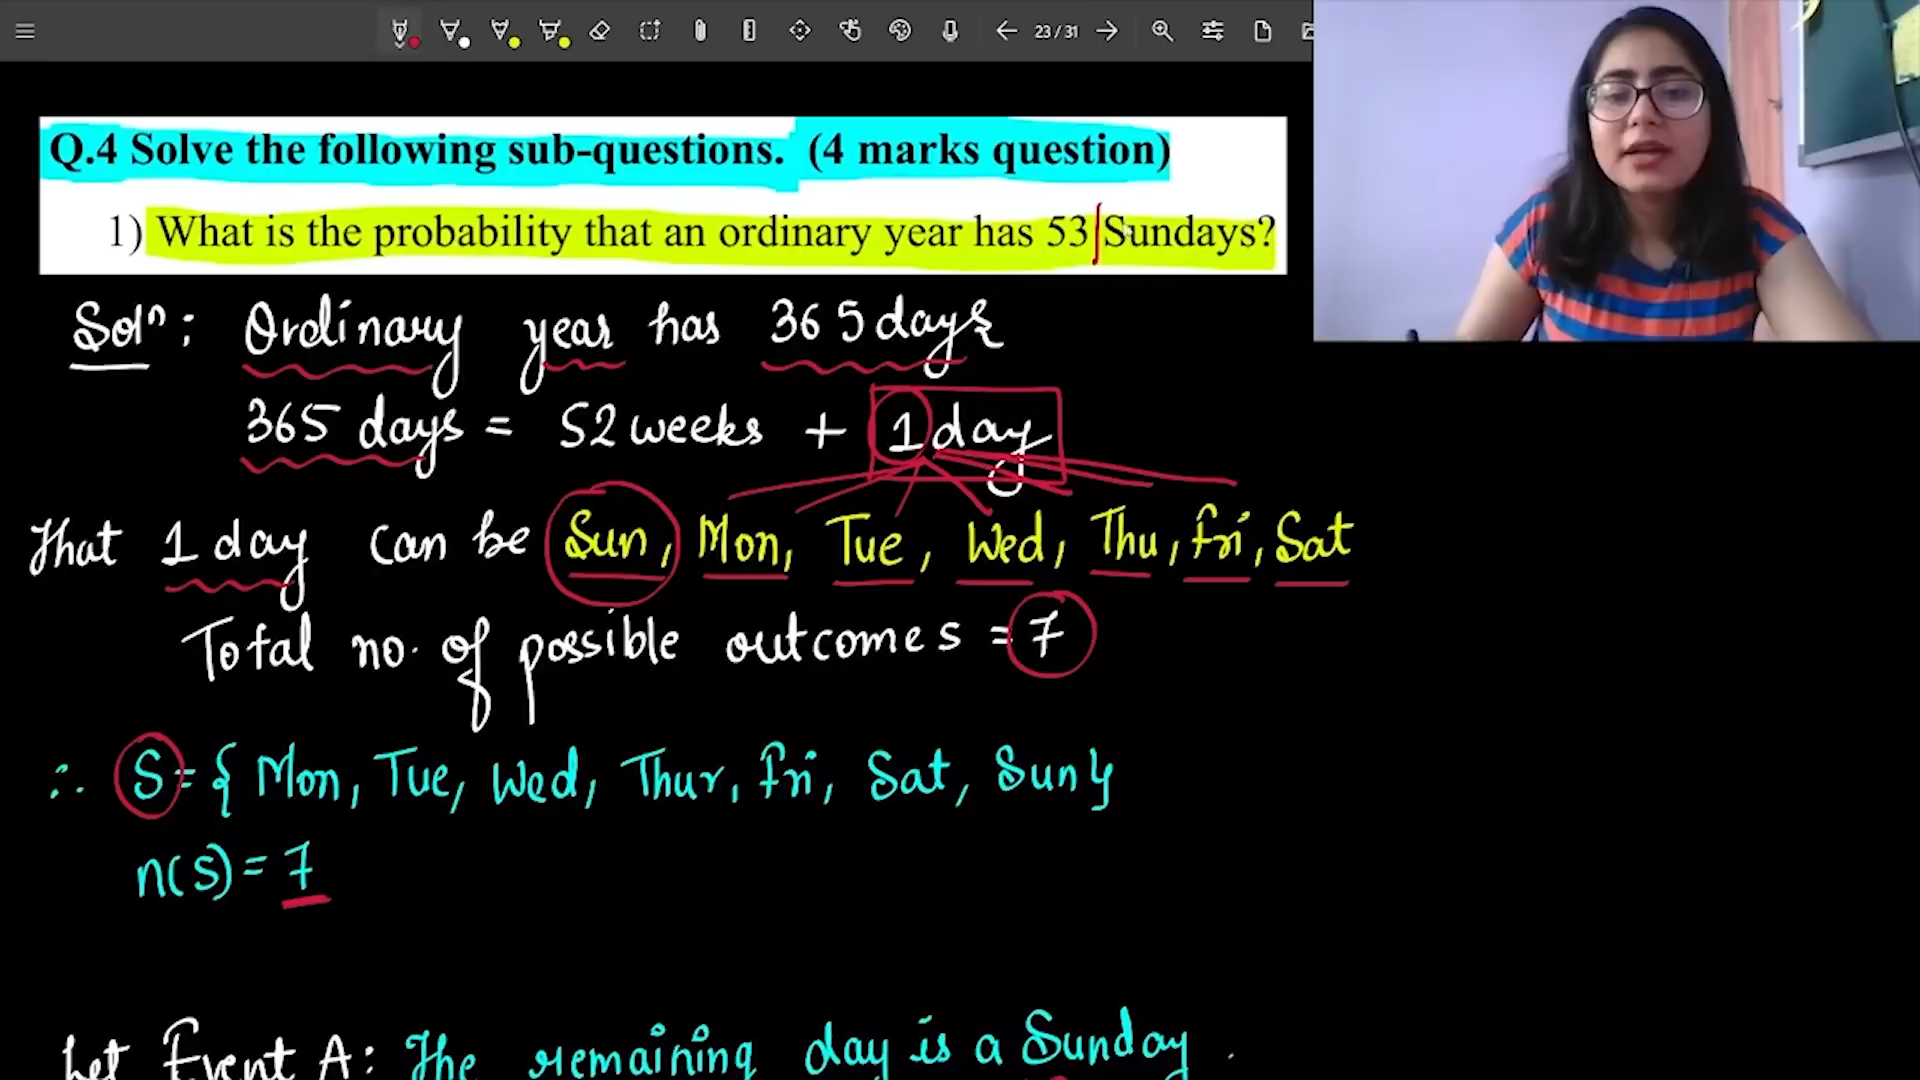 23/31
Q.4 Solve the following sub-questions. (4 marks question)
1) What is the probability that an ordinary year has 53 Sundays?
Solⁿ: Ordinary year has 365 days
365 days = 52 weeks + 1 day
That 1 day can be Sun, Mon, Tue, Wed, Thu, Fri, Sat
Total no. of possible outcomes = 7
∴ S = { Mon, Tue, Wed, Thur, Fri, Sat, Sun }
n(S) = 7
Let Event A: The remaining day is a Sunday.